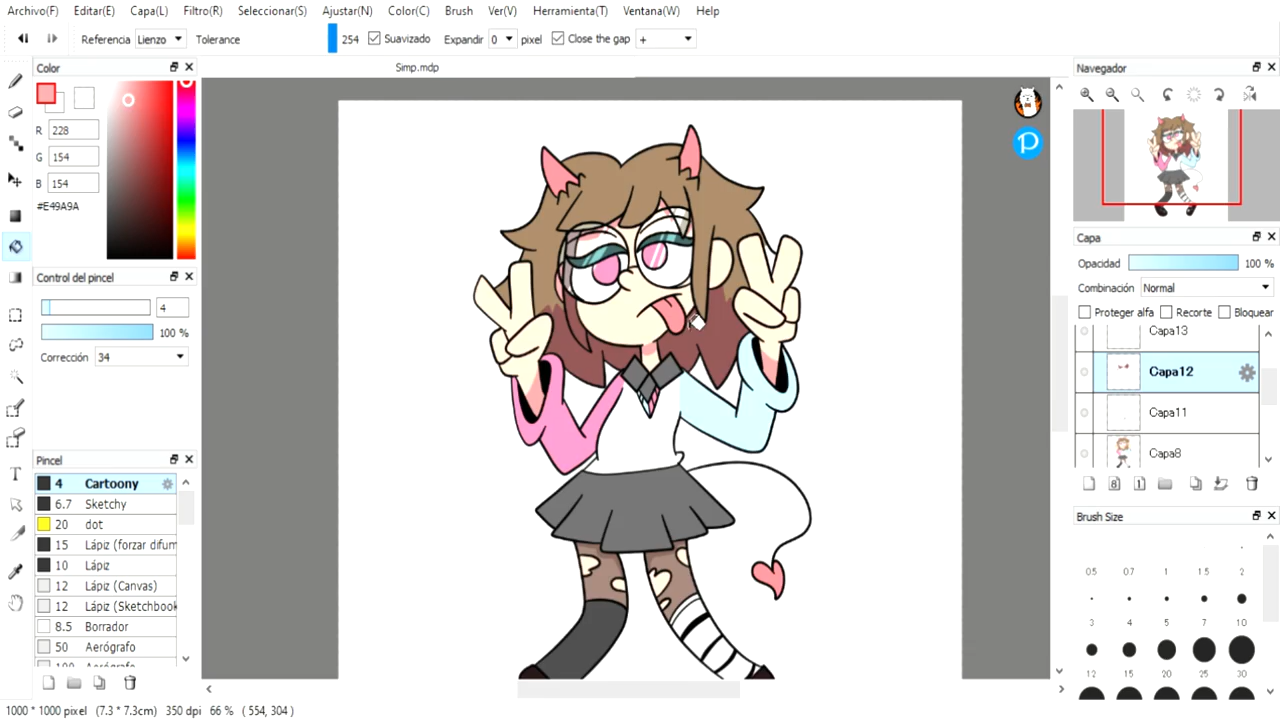 Archivo(F) Editar(E) Capa(L) Filtro(R) Seleccionar(S) Ajustar(N) Color(C) Brush Ver(V) Herramienta(T) Ventana(W) Help
Referencia Lienzo Tolerance 254 Suavizado Expandir 0 pixel Close the gap +
Color
Simp.mdp
Navegador
R 228
G 154
B 154
#E49A9A
Capa
Opacidad 100 %
Combinación Normal
Proteger alfa Recorte Bloquear
Capa13
Capa12
Capa11
Capa8
Control del pincel
4
100 %
Corrección 34
Pincel
4 Cartoony
6.7 Sketchy
20 dot
15 Lápiz (forzar difum
10 Lápiz
12 Lápiz (Canvas)
12 Lápiz (Sketchbook
8.5 Borrador
50 Aerógrafo
100 Aerógrafo
Brush Size
0.5 0.7 1 1.5 2
3 4 5 7 10
12 15 20 25 30
1000 * 1000 pixel (7.3 * 7.3cm) 350 dpi 66 % ( 554, 304 )